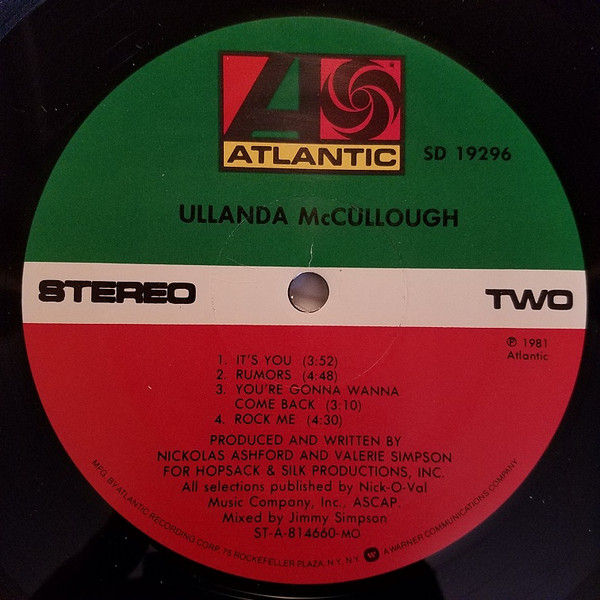 ATLANTIC
SD 19296
ULLANDA McCULLOUGH
STEREO
TWO
℗ 1981
Atlantic
1. IT'S YOU (3:52)
2. RUMORS (4:48)
3. YOU'RE GONNA WANNA
COME BACK (3:10)
4. ROCK ME (4:30)
PRODUCED AND WRITTEN BY
NICKOLAS ASHFORD AND VALERIE SIMPSON
FOR HOPSACK & SILK PRODUCTIONS, INC.
All selections published by Nick-O-Val
Music Company, Inc., ASCAP.
Mixed by Jimmy Simpson
ST-A-814660-MO
MFG. BY ATLANTIC RECORDING CORP., 75 ROCKEFELLER PLAZA, N.Y., N.Y. A WARNER COMMUNICATIONS COMPANY